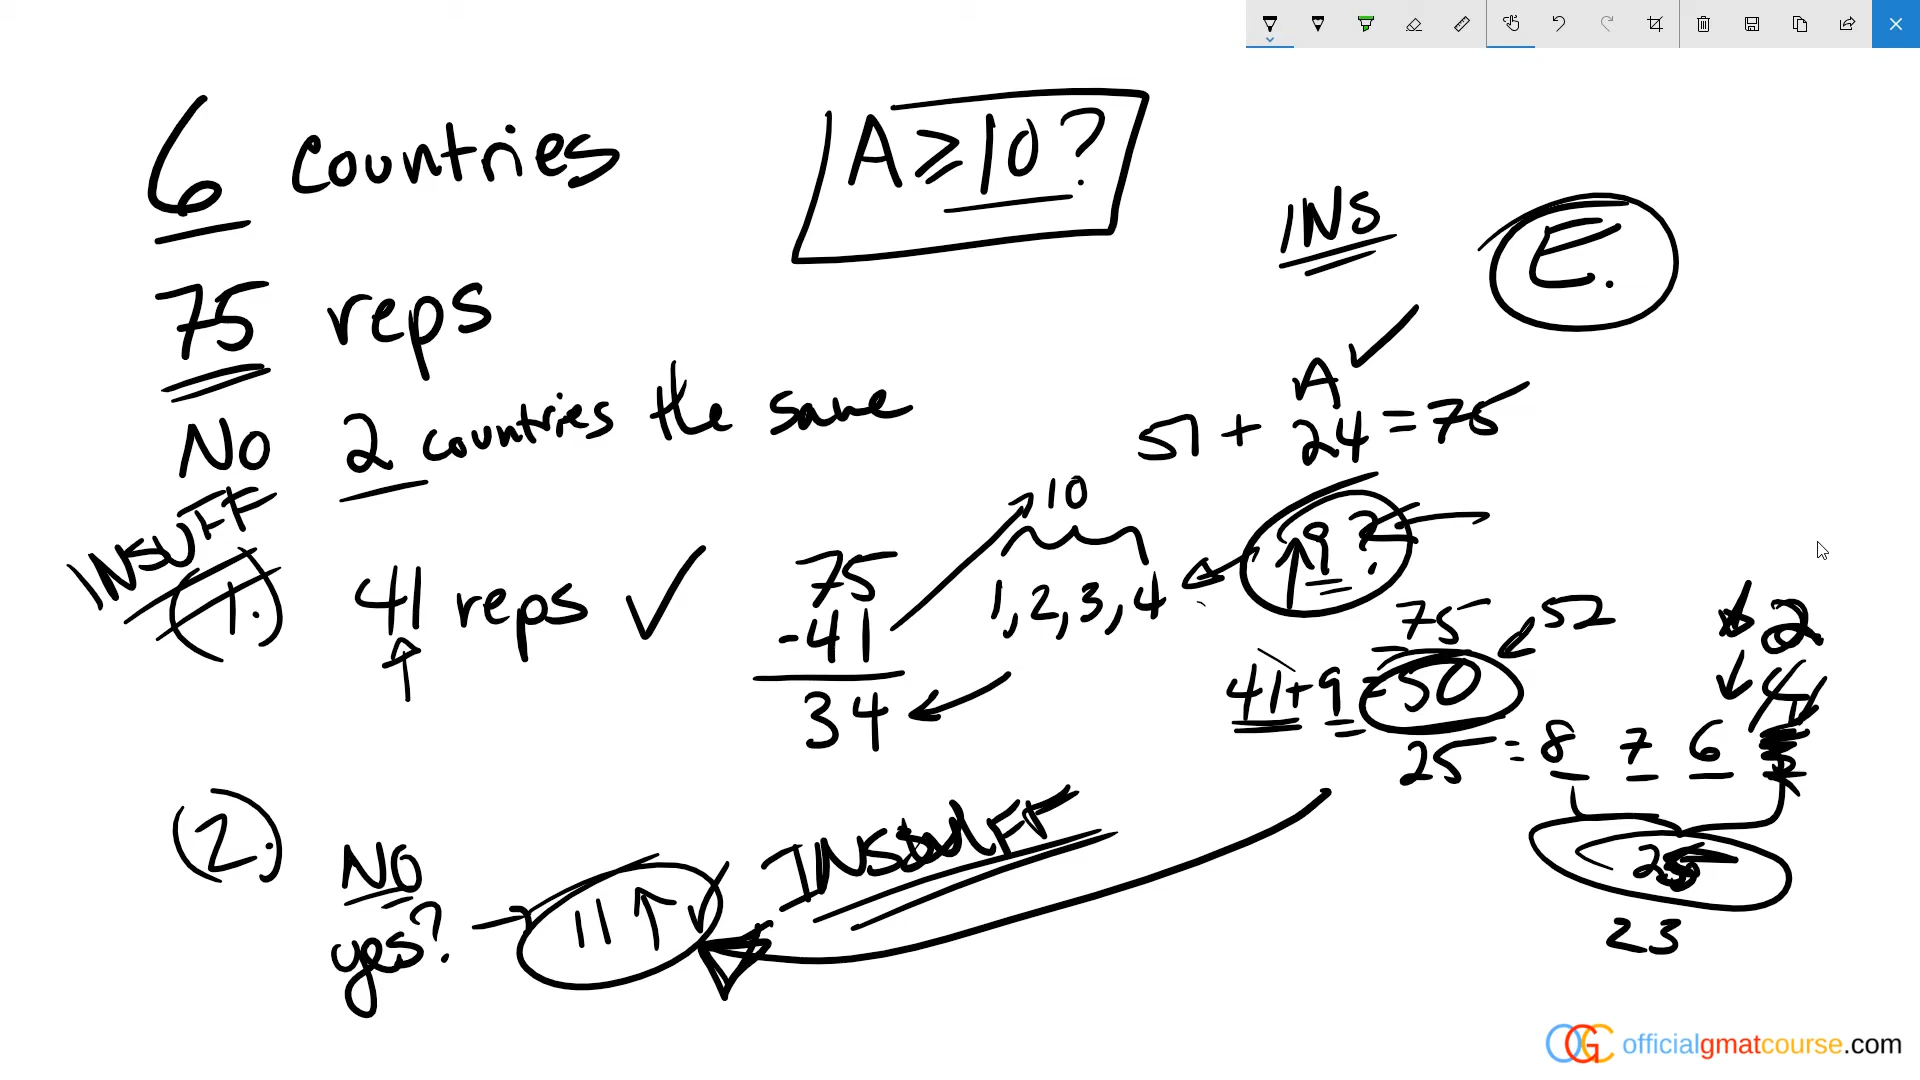 6 countries
A ≥ 10?
INS
E.
75 reps
A
51 + 24 = 75
No 2 countries the same
INSUFF
10
1.) 41 reps
75
-41
34
1, 2, 3, 4
9?
75
52
41 + 9 = 50
2
4
25 = 8 7 6
25
23
2.) NO
yes? 11
INSUFF
officialgmatcourse.com